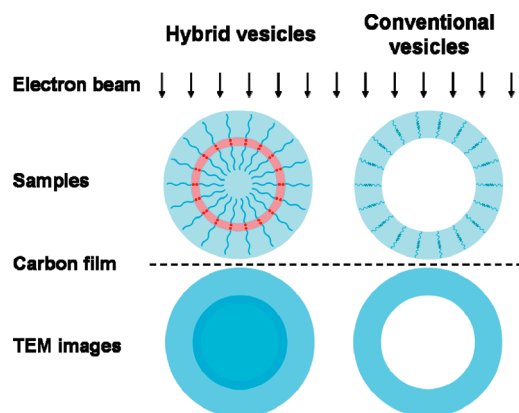 Hybrid vesicles
Conventional
vesicles
Electron beam
Samples
Carbon film
TEM images